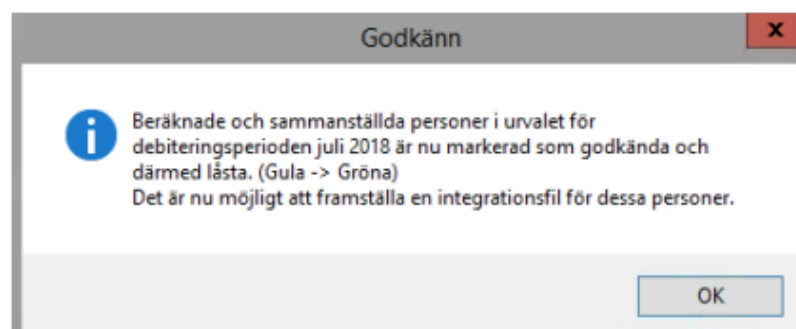 Godkänn
x
Beräknade och sammanställda personer i urvalet för
debiteringsperioden juli 2018 är nu markerad som godkända och
därmed låsta. (Gula -> Gröna)
Det är nu möjligt att framställa en integrationsfil för dessa personer.
OK